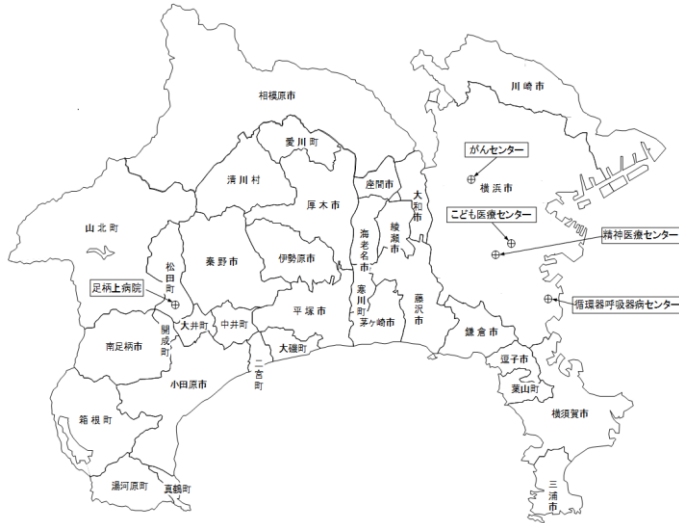 川崎市
相模原市
愛川町
がんセンター
清川村
座間市
横浜市
厚木市
大和市
こども医療センター
山北町
綾瀬市
海老名市
精神医療センター
秦野市
伊勢原市
松田町
足柄上病院
寒川町
藤沢市
循環器呼吸器病センター
平塚市
大井町
中井町
茅ヶ崎市
鎌倉市
開成町
南足柄市
大磯町
逗子市
二宮町
小田原市
葉山町
横須賀市
箱根町
湯河原町
真鶴町
三浦市